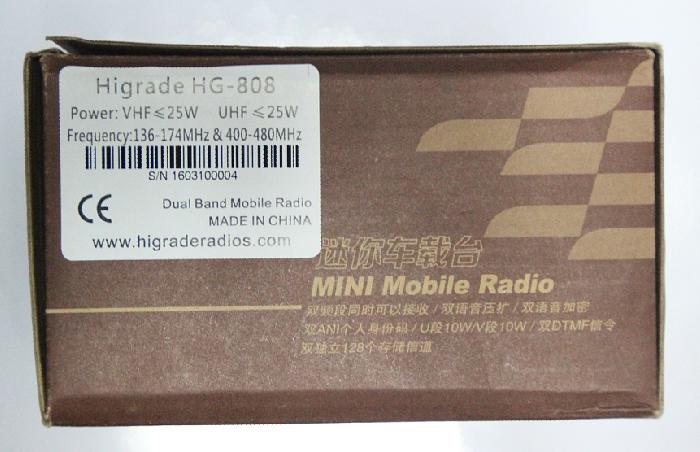 Higrade HG-808
Power: VHF ≤25W UHF ≤25W
Frequency:136-174MHz & 400-480MHz
S/N 1603100004
CE
Dual Band Mobile Radio
MADE IN CHINA
www.higraderadios.com
迷你车载台
MINI Mobile Radio
双频段同时可以接收 / 双语音压扩 / 双语音加密
双ANI个人身份码 / U段10W/V段10W / 双DTMF信令
双独立128个存储信道